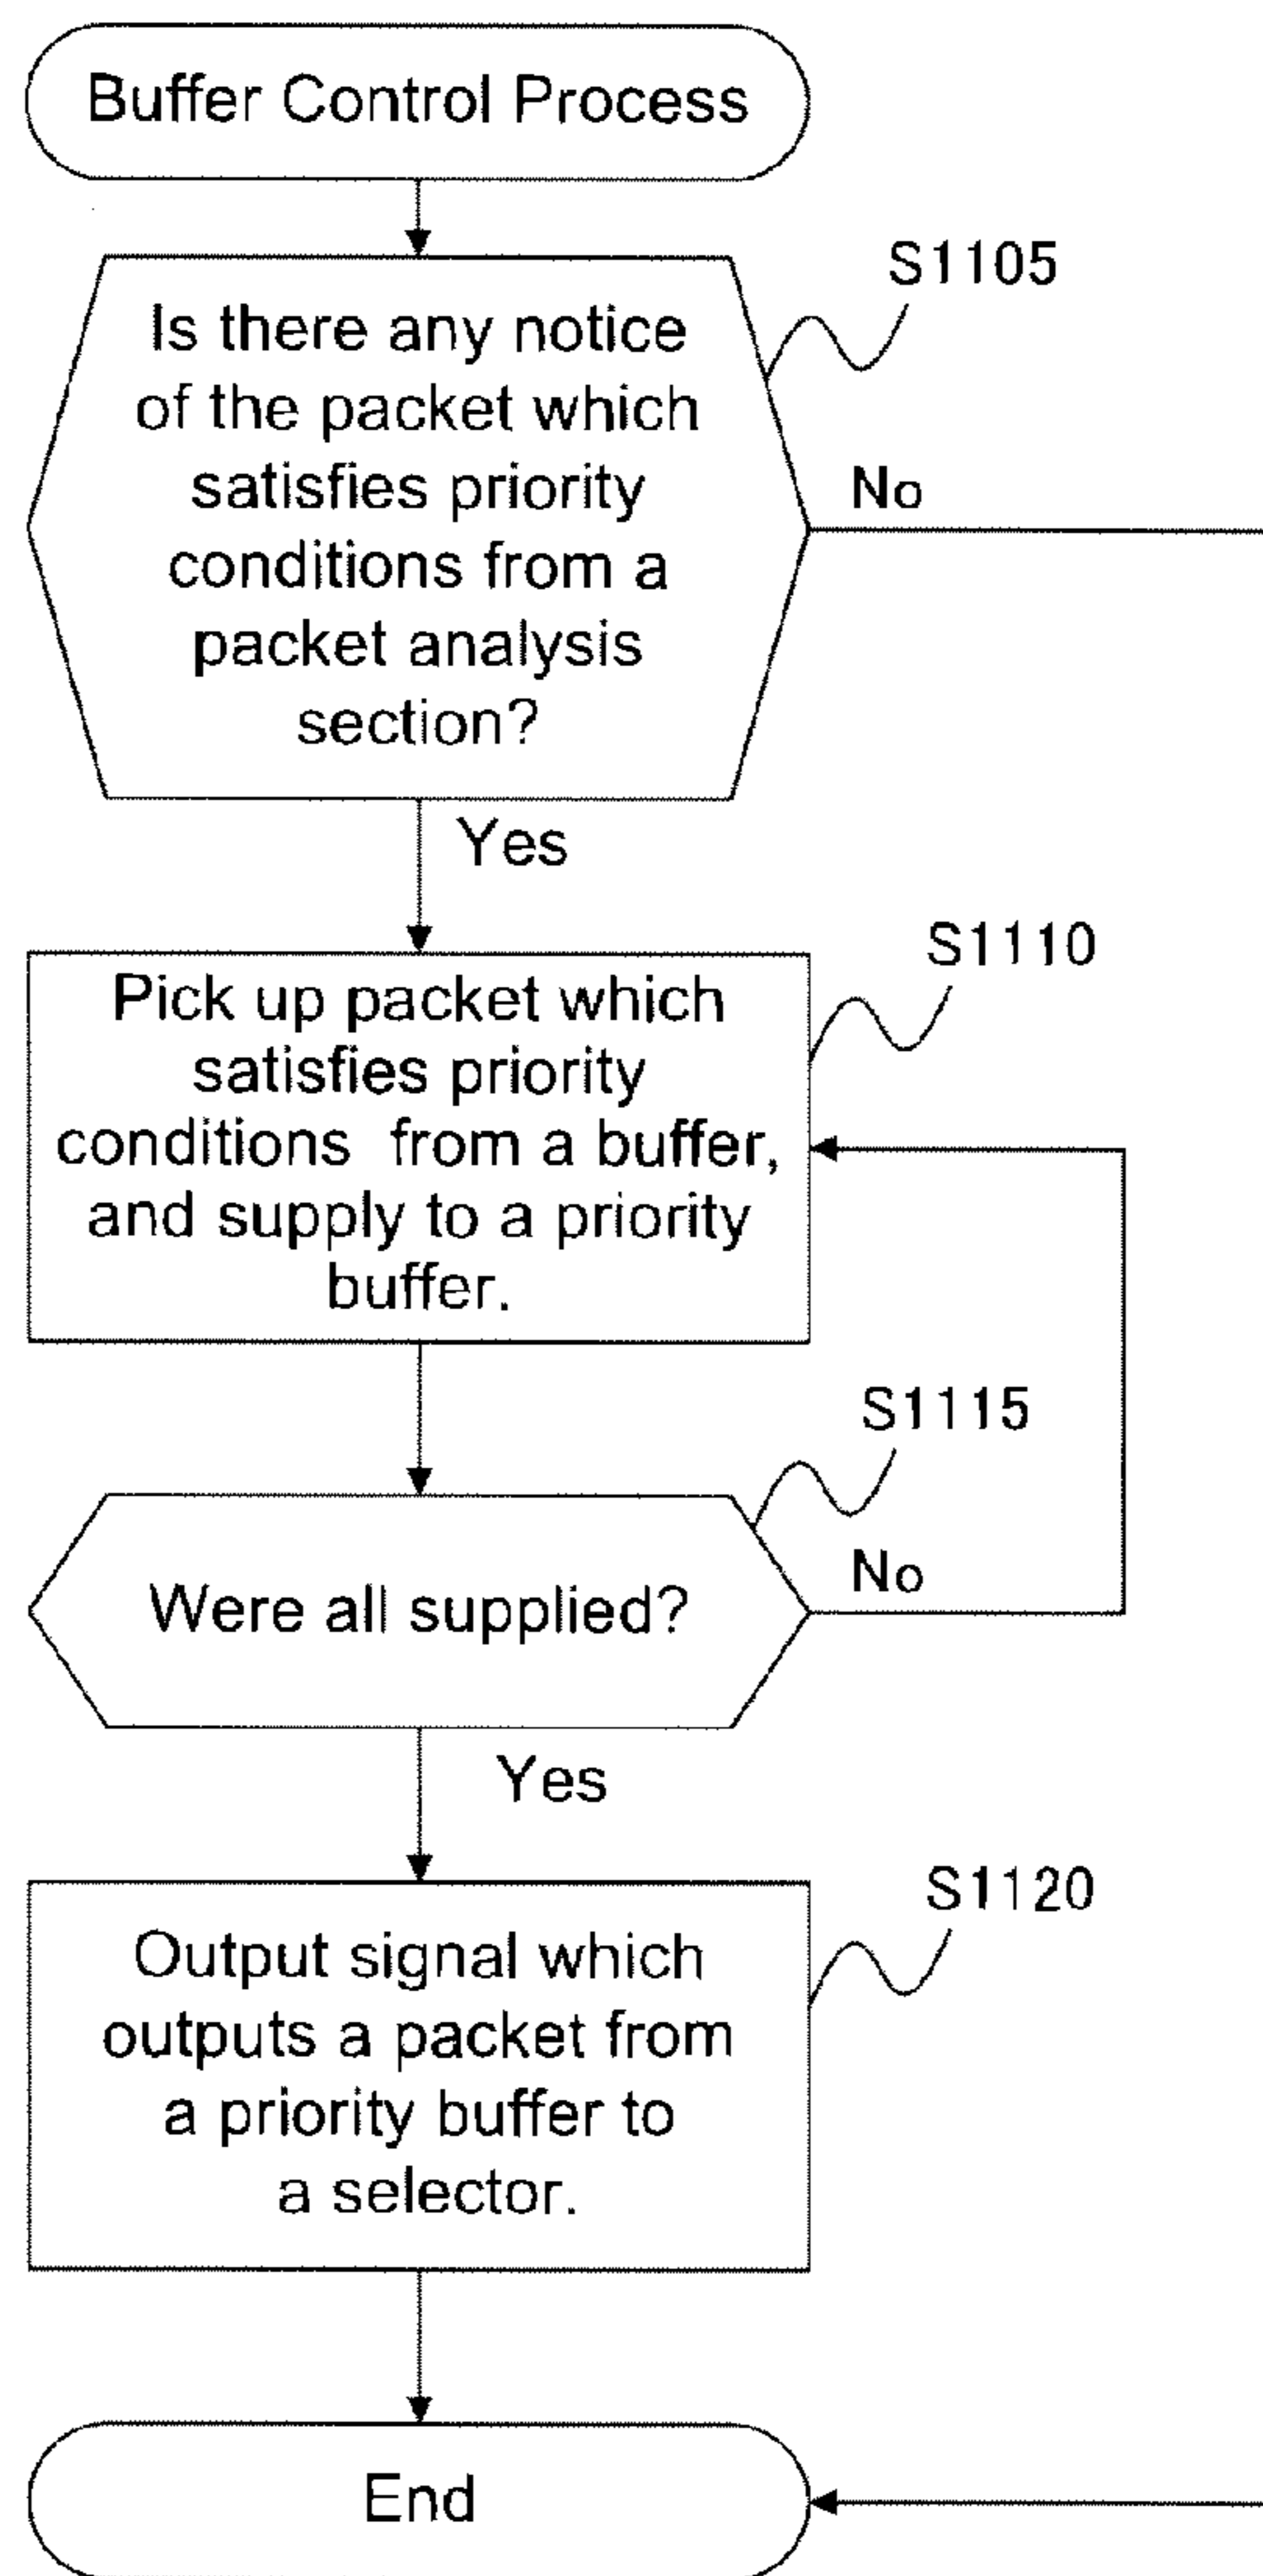 Buffer Control Process
S1105
Is there any notice
of the packet which
satisfies priority
conditions from a
packet analysis
section?
No
Yes
S1110
Pick up packet which
satisfies priority
conditions from a buffer,
and supply to a priority
buffer.
S1115
Were all supplied?
No
Yes
S1120
Output signal which
outputs a packet from
a priority buffer to
a selector.
End